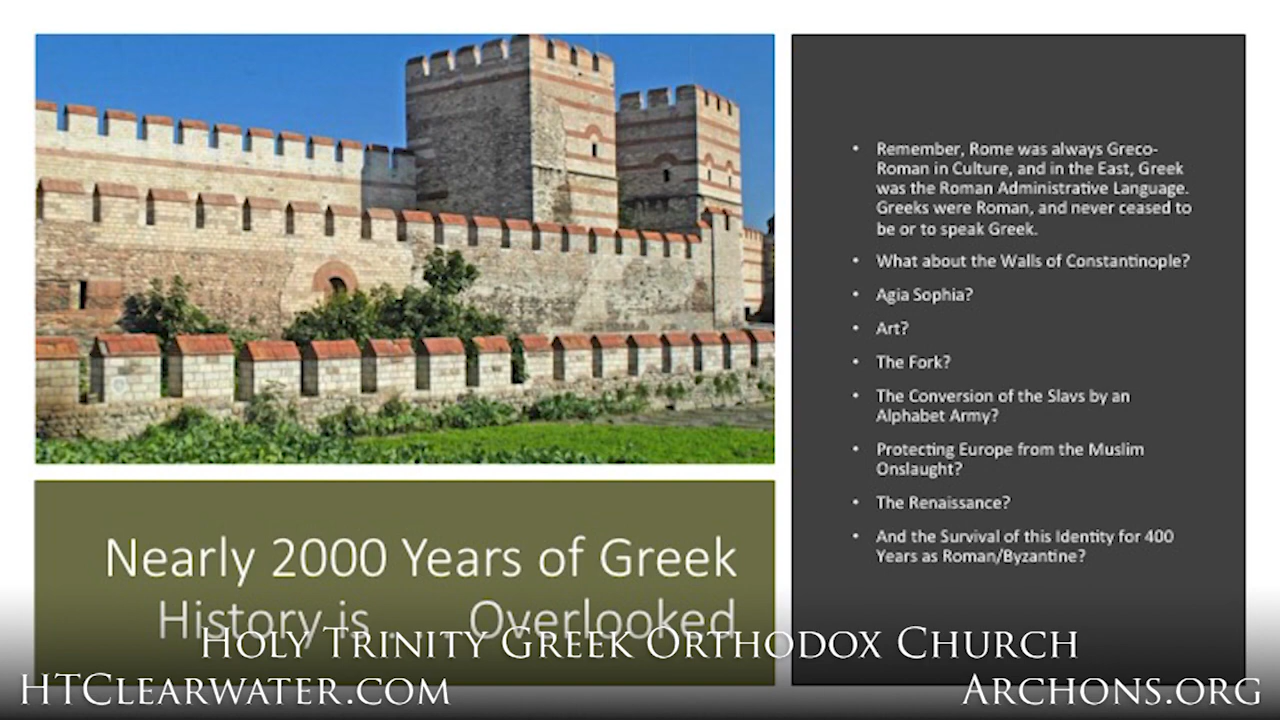 Remember, Rome was always Greco-
Roman in Culture, and in the East, Greek
was the Roman Administrative Language.
Greeks were Roman, and never ceased to
be or to speak Greek.
What about the Walls of Constantinople?
Agia Sophia?
Art?
The Fork?
The Conversion of the Slavs by an
Alphabet Army?
Protecting Europe from the Muslim
Onslaught?
The Renaissance?
And the Survival of this Identity for 400
Years as Roman/Byzantine?
Nearly 2000 Years of Greek
History is . . . Overlooked
Holy Trinity Greek Orthodox Church
HTClearwater.com
Archons.org